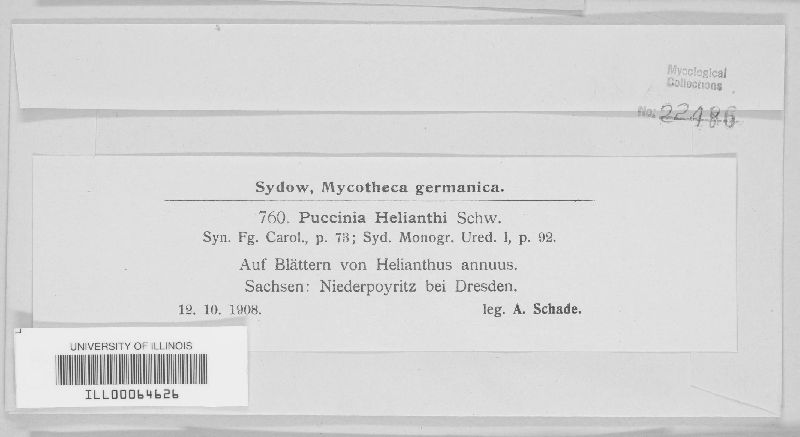 Mycological
Collections
No. 22486
Sydow, Mycotheca germanica.
760. Puccinia Helianthi Schw.
Syn. Fg. Carol., p. 73; Syd. Monogr. Ured. I, p. 92.
Auf Blättern von Helianthus annuus.
Sachsen: Niederpoyritz bei Dresden.
12. 10. 1908. leg. A. Schade.
UNIVERSITY OF ILLINOIS
ILL00064626